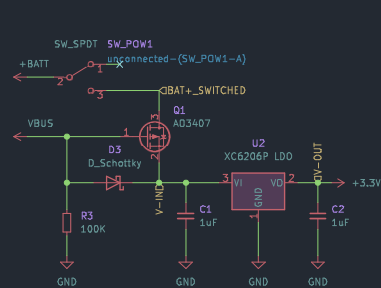 SW_SPDT SW_POW1
+BATT
1
unconnected-(SW_POW1-A)
2
3
BAT+_SWITCHED
3
Q1
VBUS
1
AO3407
D3
2
U2
D_Schottky
XC6206P LDO
V-OUT
3 VI VO 2
+3.3V
V-IN
GND
R3
C1
1
C2
100K
1uF
1uF
GND
GND
GND
GND